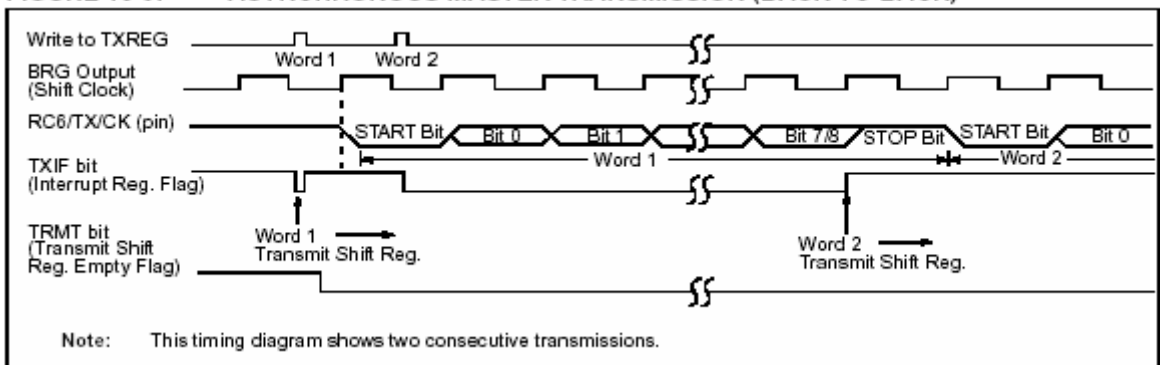 Write to TXREG
Word 1 Word 2
BRG Output
(Shift Clock)
RC6/TX/CK (pin)
START Bit Bit 0 Bit 1 Bit 7/8 STOP Bit START Bit Bit 0
Word 1 Word 2
TXIF bit
(Interrupt Reg. Flag)
Word 1
Transmit Shift Reg.
Word 2
Transmit Shift Reg.
TRMT bit
(Transmit Shift
Reg. Empty Flag)
Note: This timing diagram shows two consecutive transmissions.